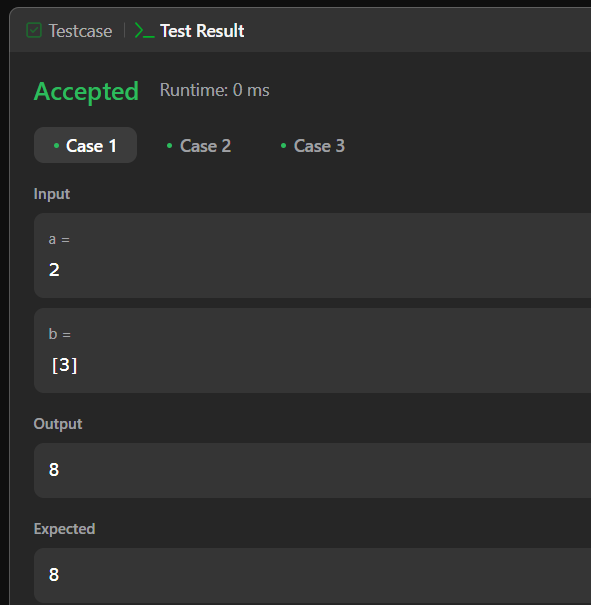 Testcase Test Result
Accepted Runtime: 0 ms
Case 1 Case 2 Case 3
Input
a =
2
b =
[3]
Output
8
Expected
8